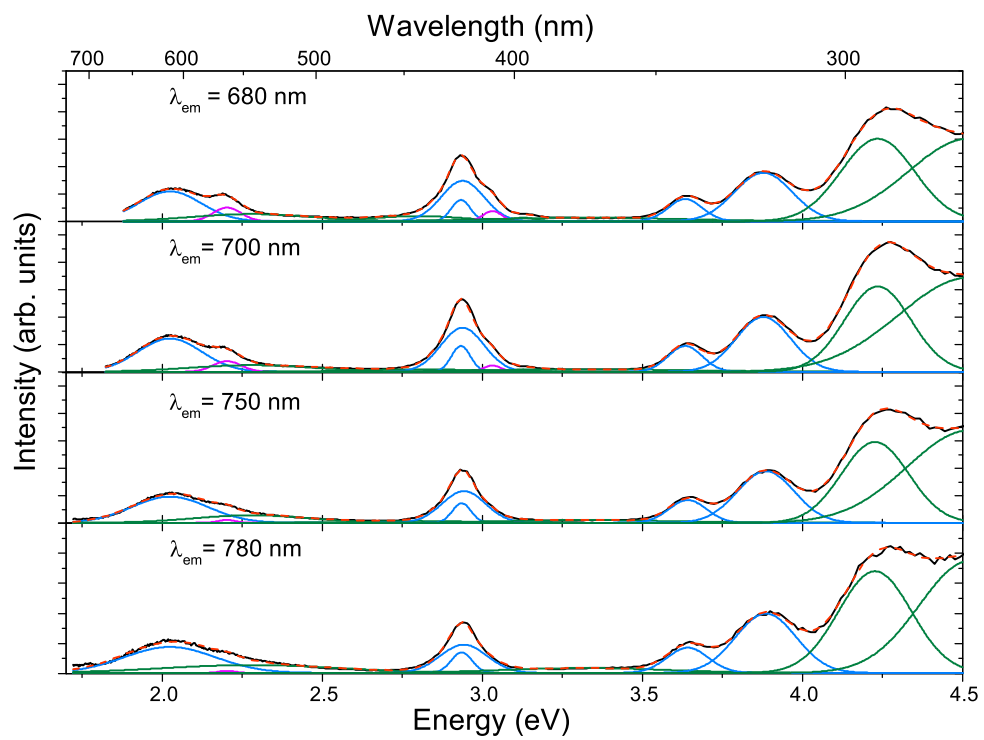 Wavelength (nm)
700 600 500 400 300
λem = 680 nm
λem= 700 nm
λem= 750 nm
λem= 780 nm
Intensity (arb. units)
2.0 2.5 3.0 3.5 4.0 4.5
Energy (eV)